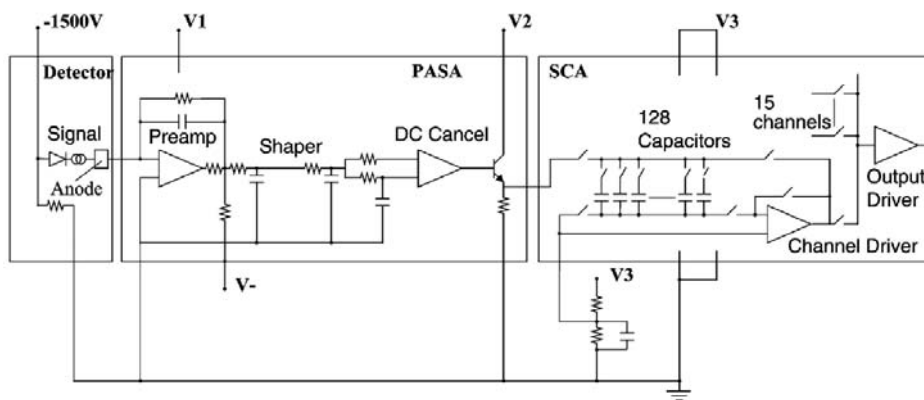 -1500V
V1
V2
V3
Detector
PASA
SCA
Signal
Preamp
Shaper
DC Cancel
128
Capacitors
15
channels
Anode
Output
Driver
Channel Driver
V-
V3